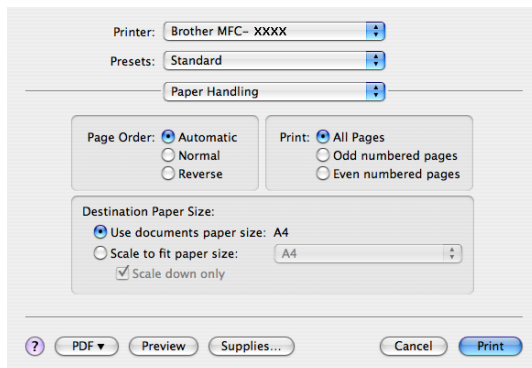 Printer: Brother MFC- XXXX
Presets: Standard
Paper Handling
Page Order: Automatic
Normal
Reverse
Print: All Pages
Odd numbered pages
Even numbered pages
Destination Paper Size:
Use documents paper size: A4
Scale to fit paper size: A4
Scale down only
? PDF ▼ Preview Supplies... Cancel Print